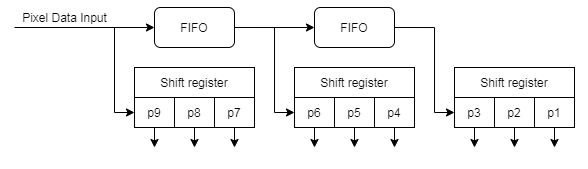 Pixel Data Input
FIFO
FIFO
Shift register
Shift register
Shift register
p9 p8 p7
p6 p5 p4
p3 p2 p1